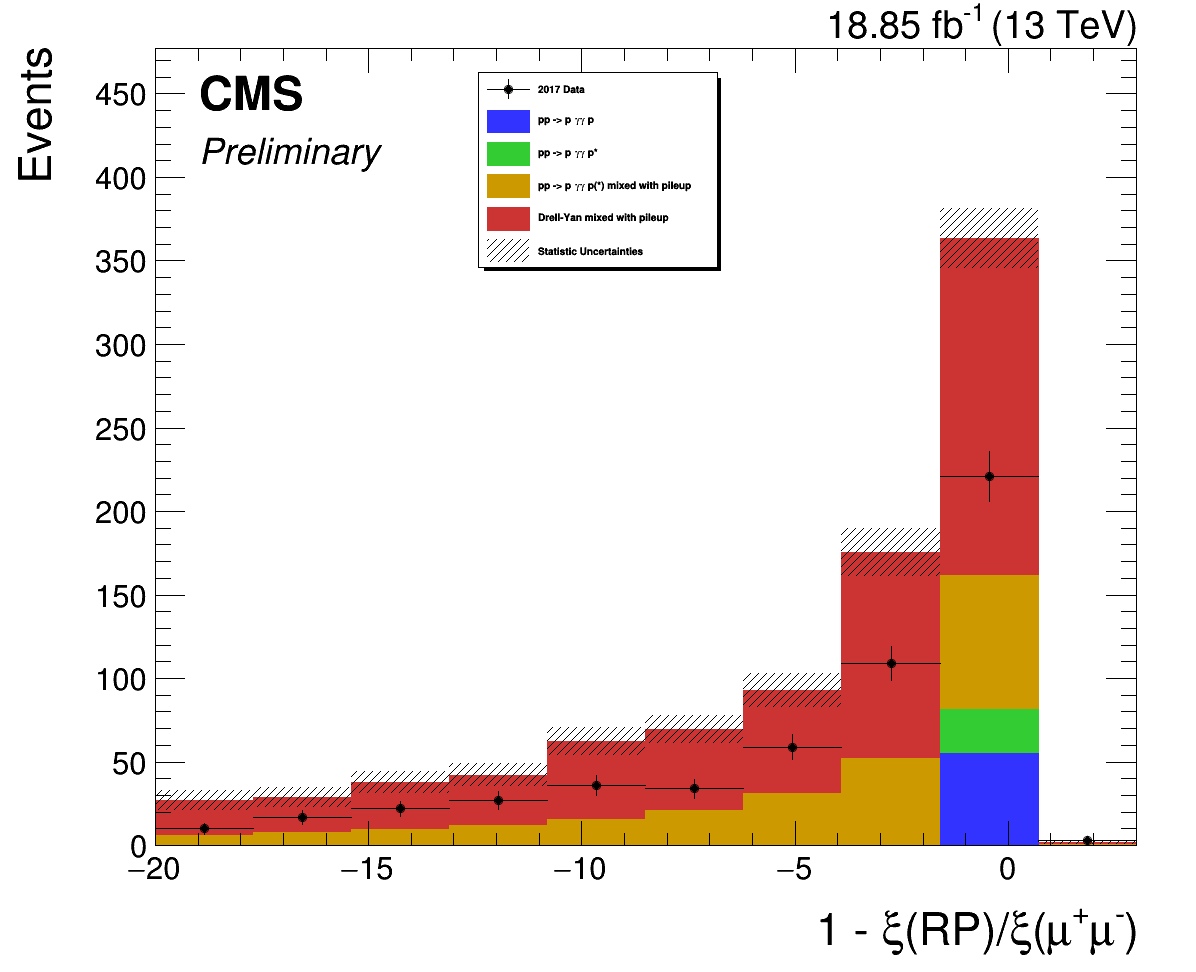 18.85 fb⁻¹ (13 TeV)
Events
CMS
Preliminary
2017 Data
pp -> p γγ p
pp -> p γγ p*
pp -> p γγ p(*) mixed with pileup
Drell-Yan mixed with pileup
Statistic Uncertainties
450
400
350
300
250
200
150
100
50
0
−20 −15 −10 −5 0
1 - ξ(RP)/ξ(μ⁺μ⁻)